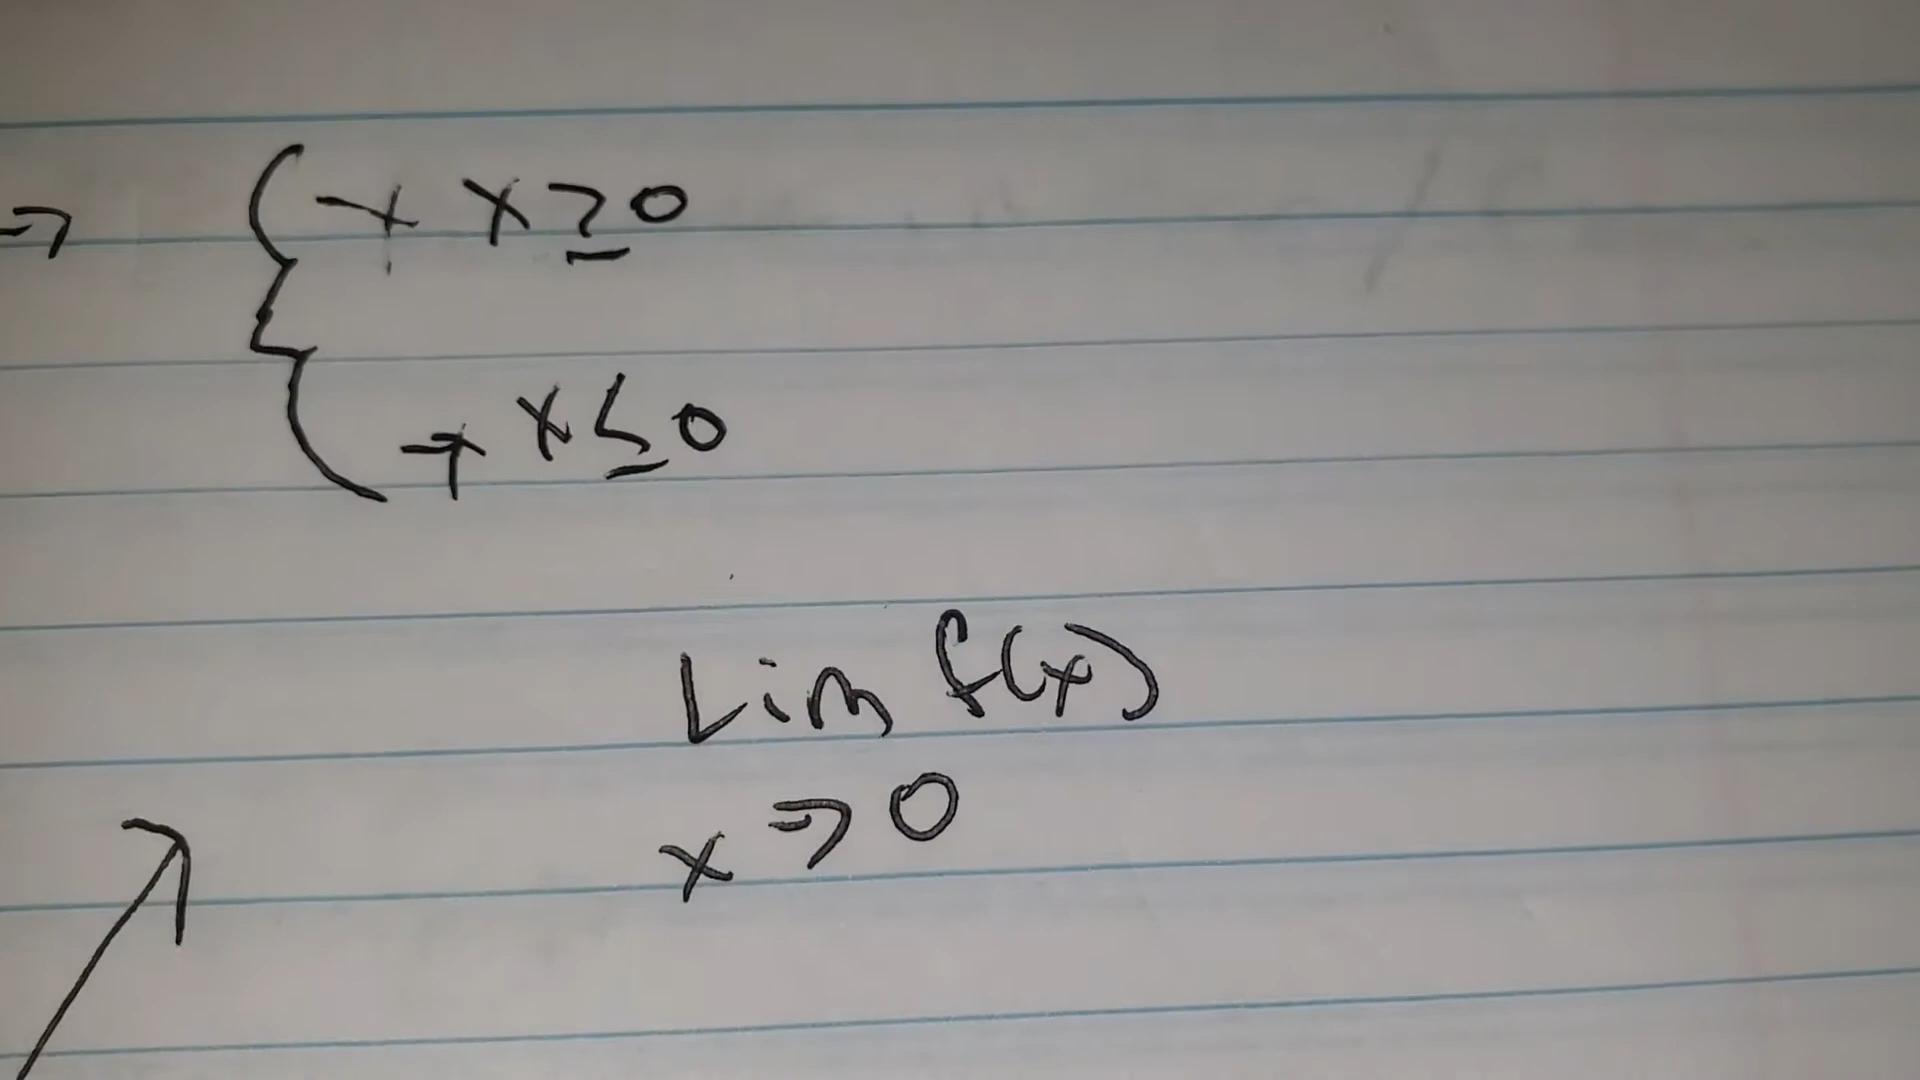 → { + x ≥ 0
→ x ≤ 0
Lim f(x)
x → 0